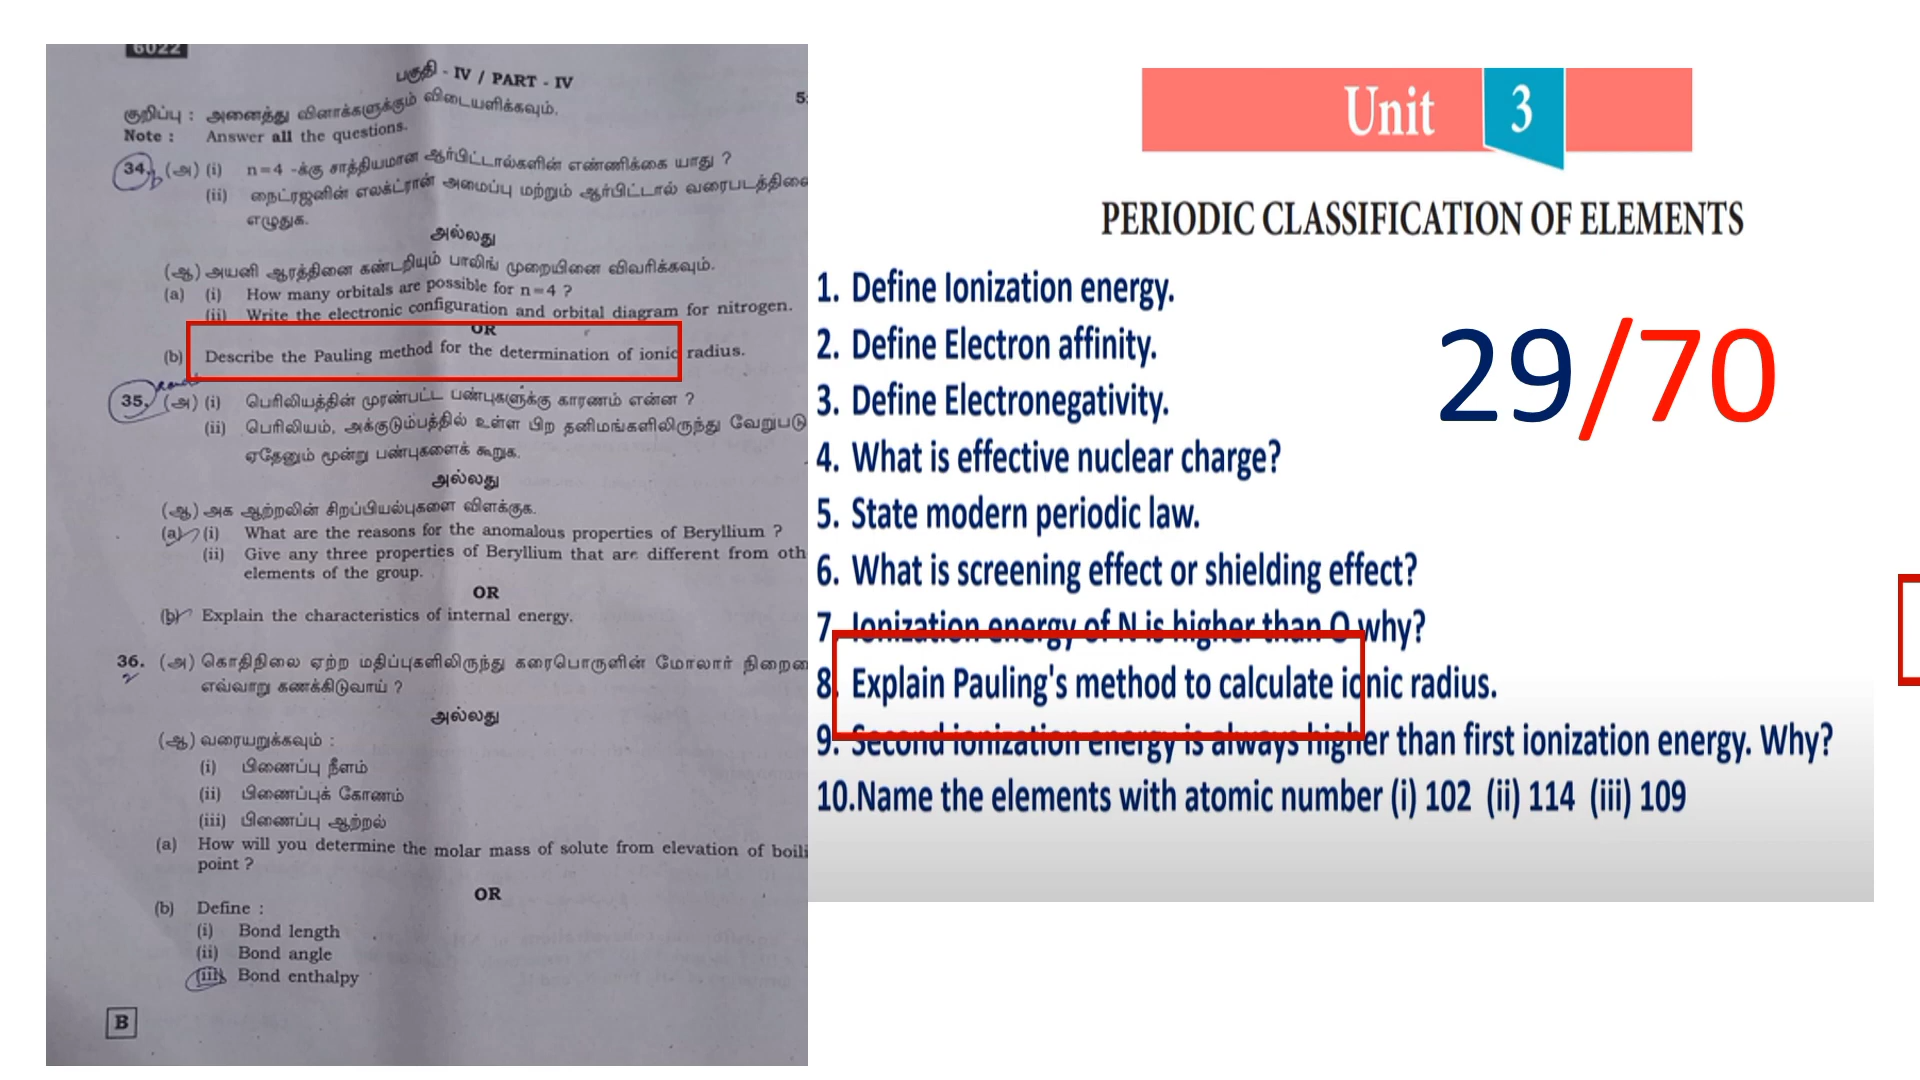 6022
பகுதி - IV / PART - IV
குறிப்பு : அனைத்து வினாக்களுக்கும் விடையளிக்கவும்.
Note : Answer all the questions.
34. (அ) (i) n=4 -க்கு சாத்தியமான ஆர்பிட்டால்களின் எண்ணிக்கை யாது ?
(ii) நைட்ரஜனின் எலக்ட்ரான் அமைப்பு மற்றும் ஆர்பிட்டால் வரைபடத்தினை
எழுதுக.
அல்லது
(ஆ) அயனி ஆரத்தினை கண்டறியும் பாலிங் முறையினை விவரிக்கவும்.
(a) (i) How many orbitals are possible for n=4 ?
(ii) Write the electronic configuration and orbital diagram for nitrogen.
OR
(b) Describe the Pauling method for the determination of ionic radius.
35. (அ) (i) பெரிலியத்தின் முரண்பட்ட பண்புகளுக்கு காரணம் என்ன ?
(ii) பெரிலியம், அக்குடும்பத்தில் உள்ள பிற தனிமங்களிலிருந்து வேறுபடு
ஏதேனும் மூன்று பண்புகளைக் கூறுக.
அல்லது
(ஆ) அக ஆற்றலின் சிறப்பியல்புகளை விளக்குக.
(a) (i) What are the reasons for the anomalous properties of Beryllium ?
(ii) Give any three properties of Beryllium that are different from oth
elements of the group.
OR
(b) Explain the characteristics of internal energy.
36. (அ) கொதிநிலை ஏற்ற மதிப்புகளிலிருந்து கரைபொருளின் மோலார் நிறை
எவ்வாறு கணக்கிடுவாய் ?
அல்லது
(ஆ) வரையறுக்கவும் :
(i) பிணைப்பு நீளம்
(ii) பிணைப்புக் கோணம்
(iii) பிணைப்பு ஆற்றல்
(a) How will you determine the molar mass of solute from elevation of boili
point ?
OR
(b) Define :
(i) Bond length
(ii) Bond angle
(iii) Bond enthalpy
B
Unit 3
PERIODIC CLASSIFICATION OF ELEMENTS
1. Define Ionization energy.
2. Define Electron affinity.
3. Define Electronegativity.
4. What is effective nuclear charge?
5. State modern periodic law.
6. What is screening effect or shielding effect?
7. Ionization energy of N is higher than O why?
8. Explain Pauling's method to calculate ionic radius.
9. Second ionization energy is always higher than first ionization energy. Why?
10.Name the elements with atomic number (i) 102 (ii) 114 (iii) 109
29/70